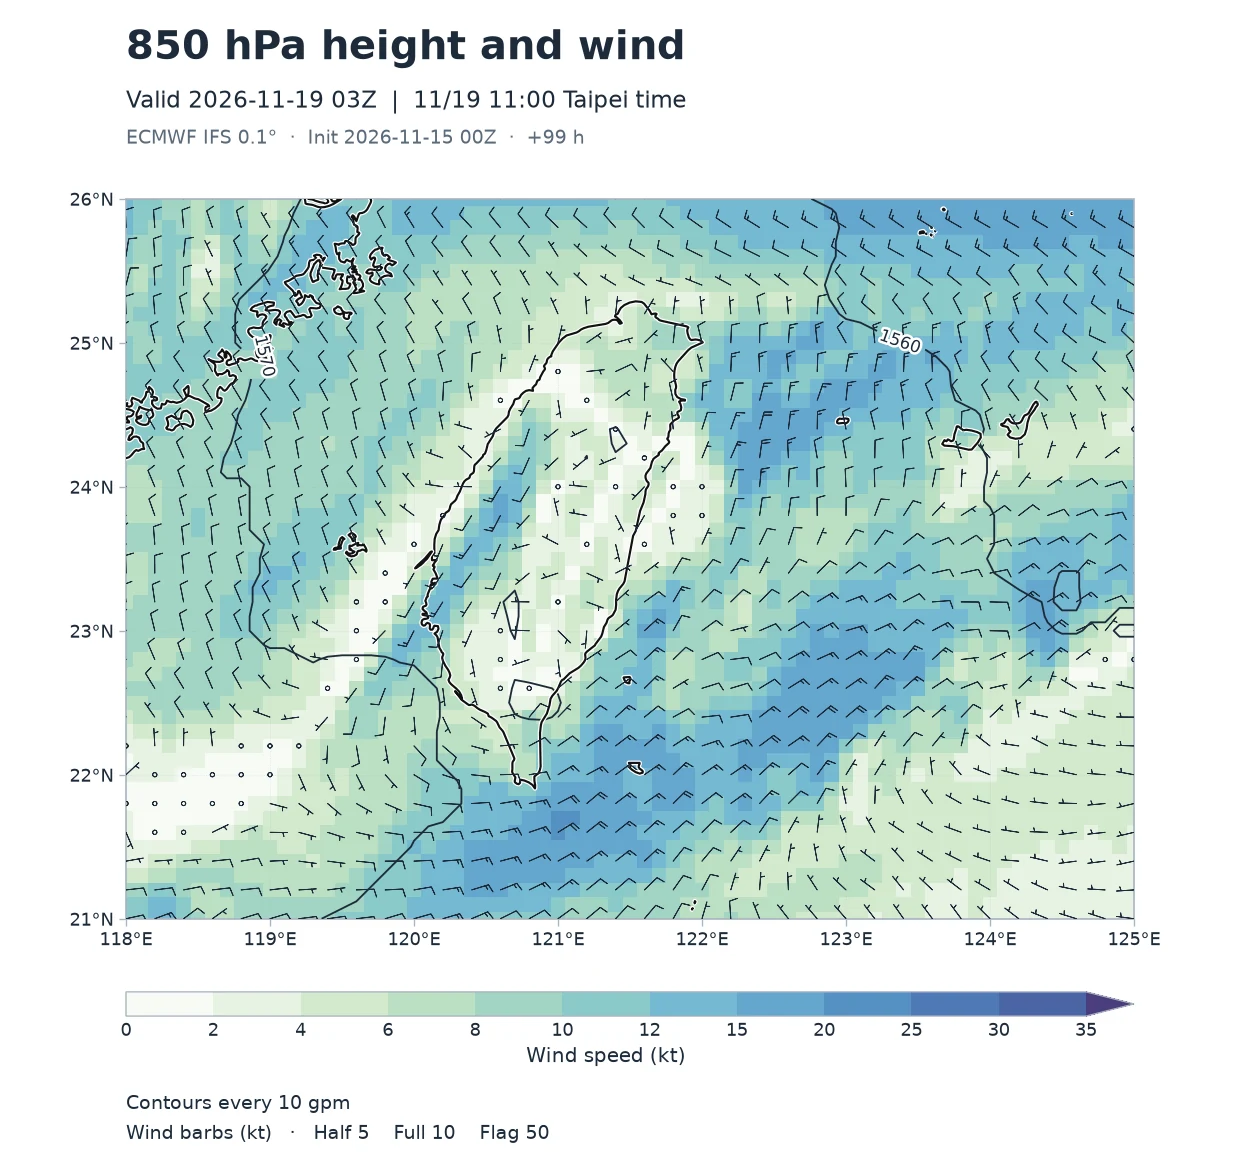 850 hPa height and wind
Valid 2026-11-19 03Z | 11/19 11:00 Taipei time
ECMWF IFS 0.1° · Init 2026-11-15 00Z · +99 h
26°N
25°N
24°N
23°N
22°N
21°N
1570
1560
118°E 119°E 120°E 121°E 122°E 123°E 124°E 125°E
0 2 4 6 8 10 12 15 20 25 30 35
Wind speed (kt)
Contours every 10 gpm
Wind barbs (kt) · Half 5 Full 10 Flag 50